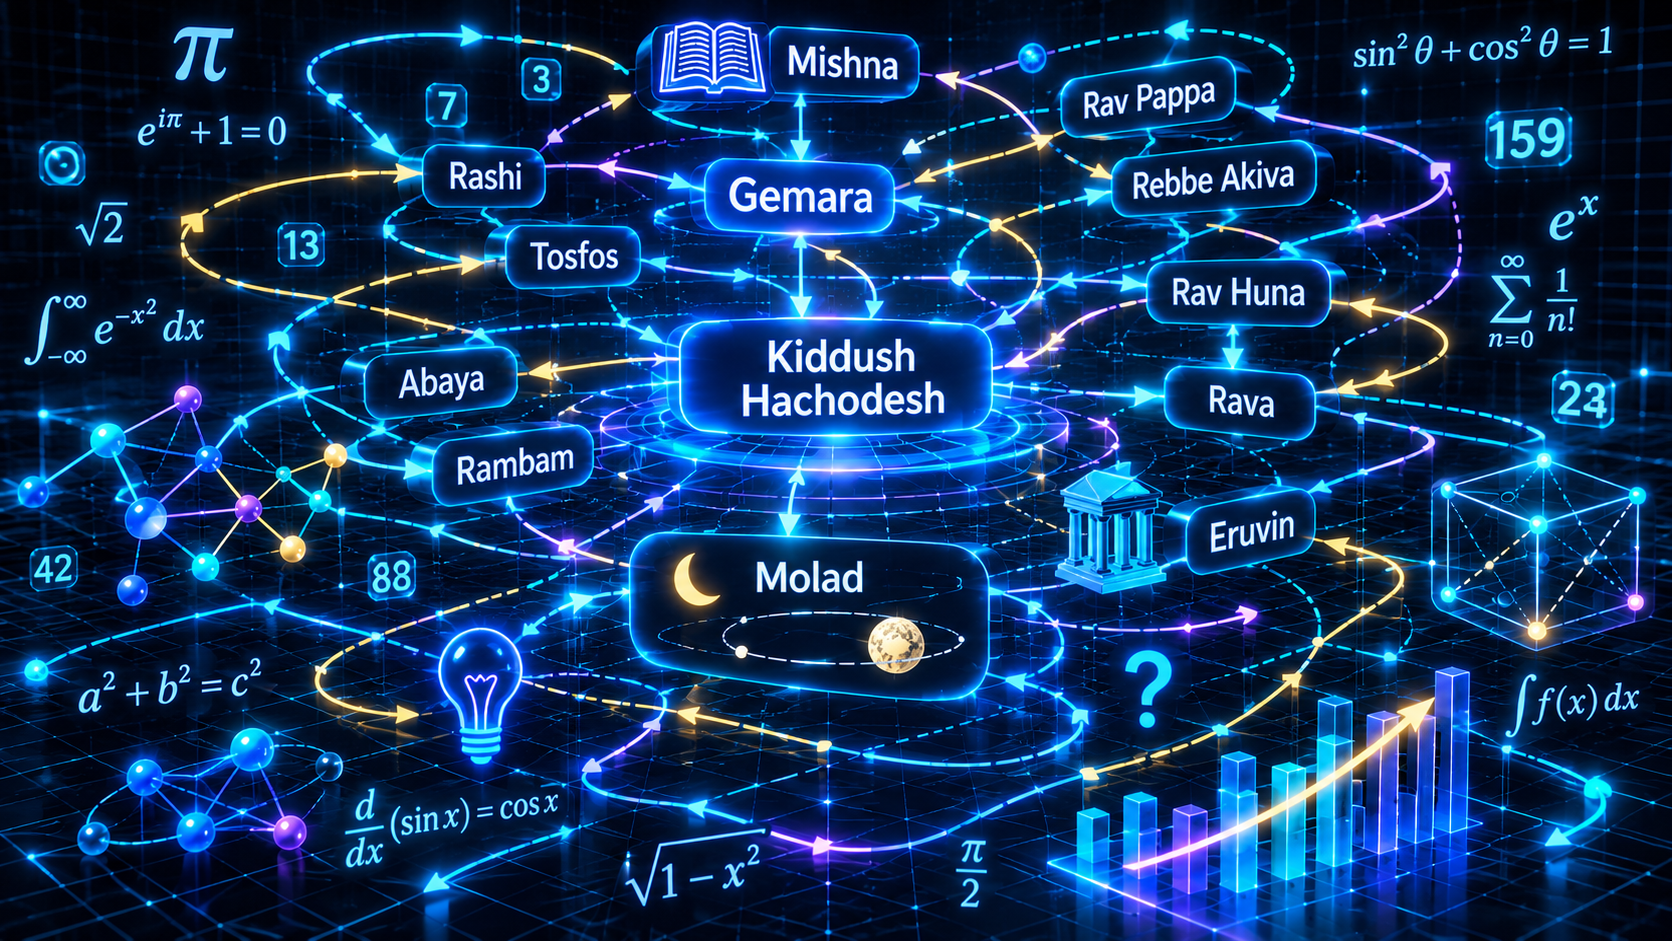 π
e^{iπ} + 1 = 0
√2
∫_{-∞}^{∞} e^{-x²} dx
7
3
13
Mishna
Rashi
Gemara
Tosfos
Rav Pappa
Rebbe Akiva
sin² θ + cos² θ = 1
159
e^x
∑_{n=0}^{∞} 1/n!
Rav Huna
Kiddush
Hachodesh
Abaya
Rava
23
Rambam
Eruvin
42
88
Molad
a² + b² = c²
?
∫ f(x) dx
d/dx (sin x) = cos x
√1 − x²
π/2